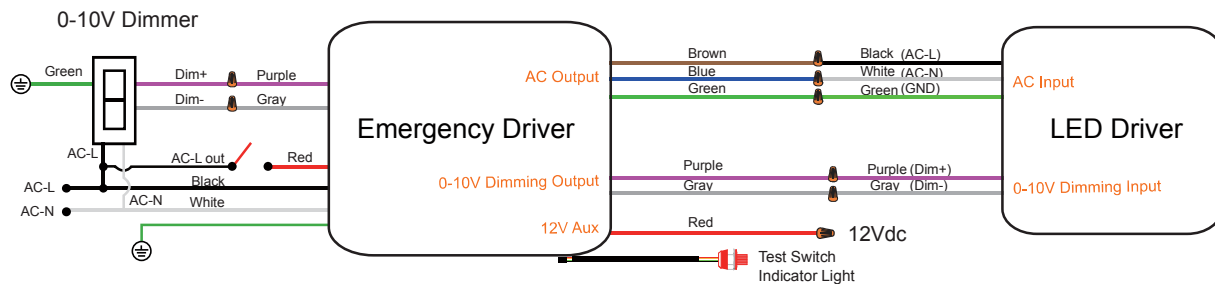 0-10V Dimmer
Green
Dim+
Purple
Dim-
Gray
AC-L
AC-L out
Red
AC-L
Black
AC-N
AC-N
White
Emergency Driver
AC Output
0-10V Dimming Output
12V Aux
Brown
Black (AC-L)
Blue
White (AC-N)
Green
Green (GND)
Purple
Purple (Dim+)
Gray
Gray (Dim-)
Red
12Vdc
Test Switch
Indicator Light
AC Input
LED Driver
0-10V Dimming Input